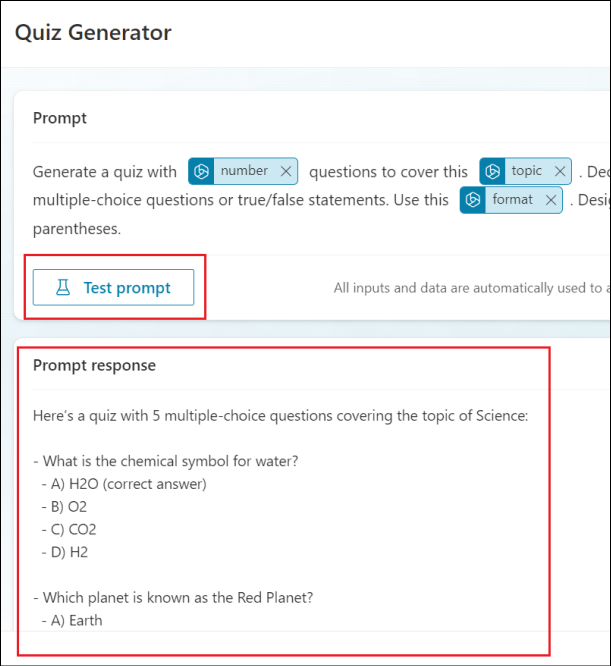 Quiz Generator
Prompt
Generate a quiz with number questions to cover this topic . Dec
multiple-choice questions or true/false statements. Use this format . Desi
parentheses.
Test prompt
All inputs and data are automatically used to a
Prompt response
Here's a quiz with 5 multiple-choice questions covering the topic of Science:
- What is the chemical symbol for water?
- A) H2O (correct answer)
- B) O2
- C) CO2
- D) H2
- Which planet is known as the Red Planet?
- A) Earth